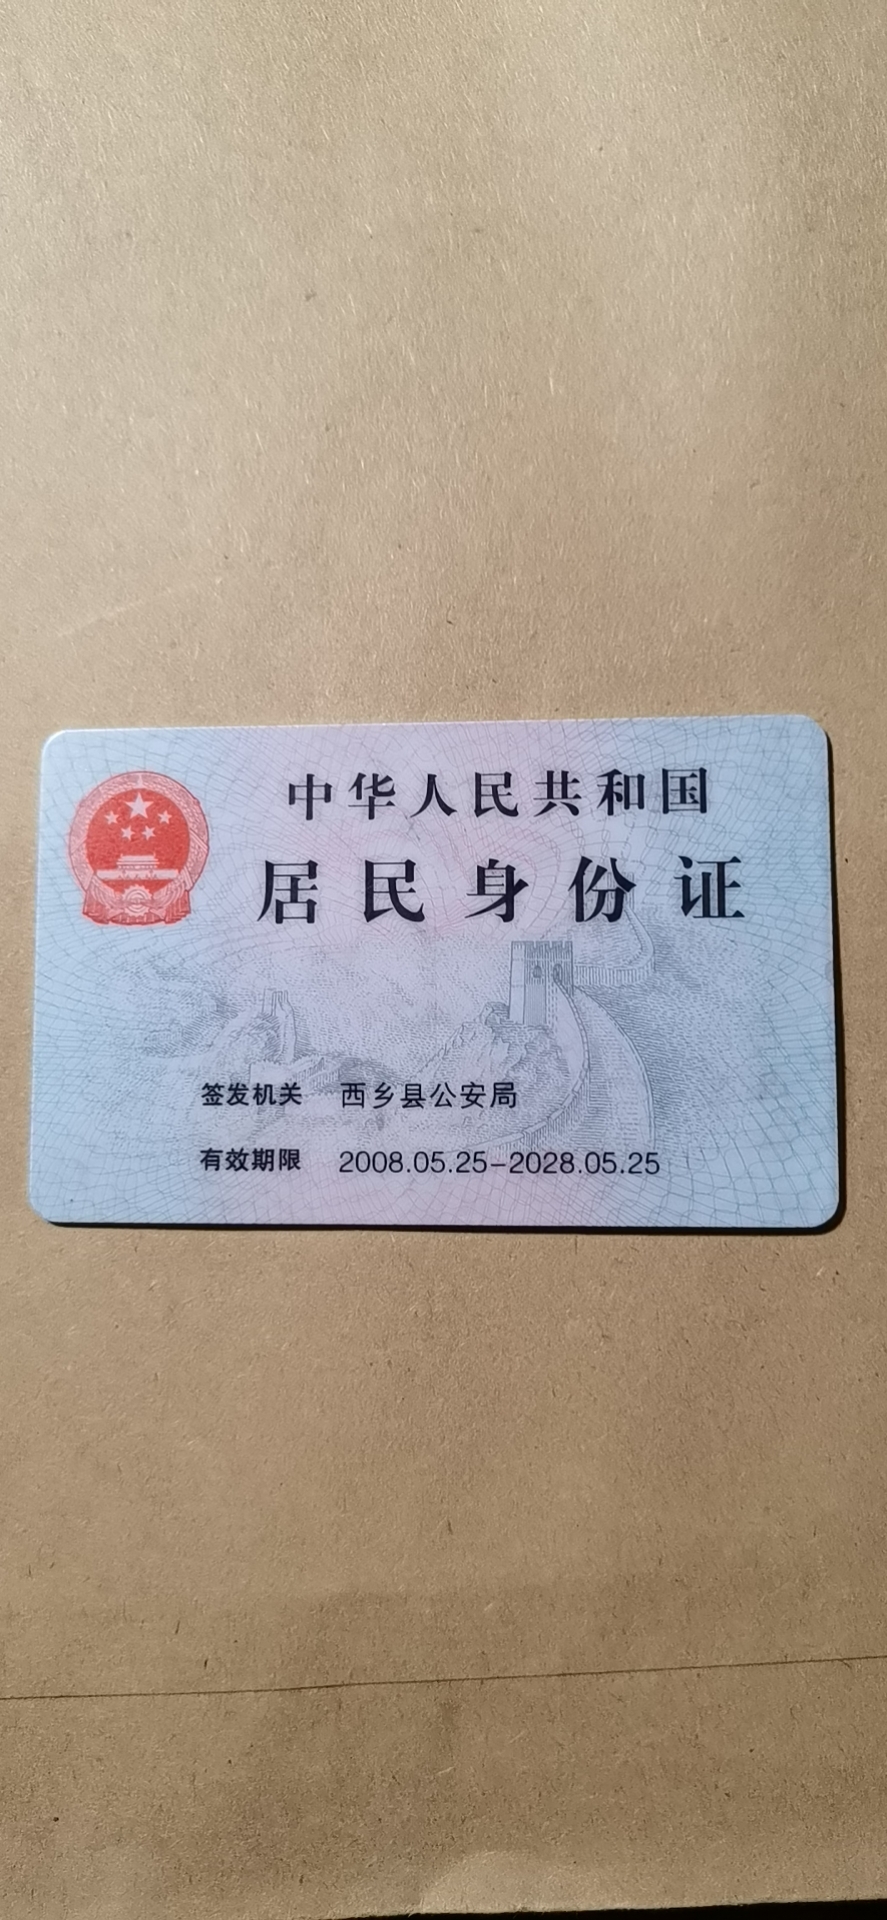 中华人民共和国
居民身份证
签发机关 西乡县公安局
有效期限 2008.05.25-2028.05.25